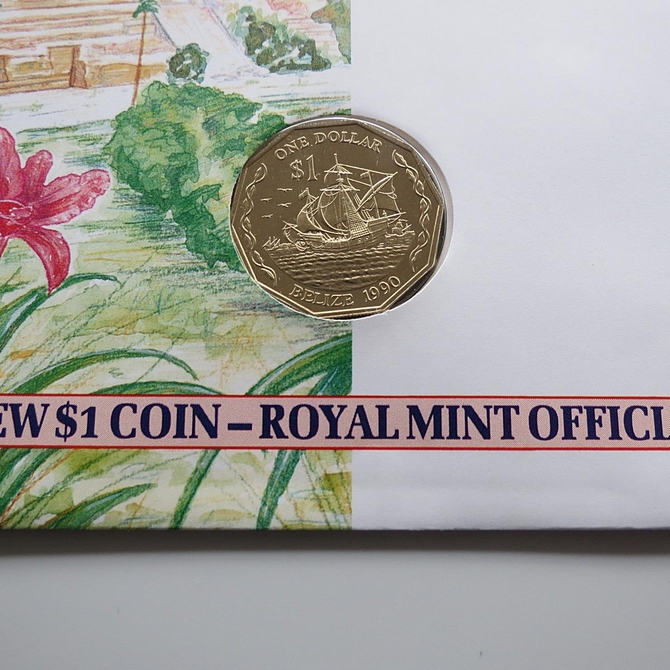 ONE DOLLAR
$1
BELIZE 1990
EW $1 COIN – ROYAL MINT OFFICI